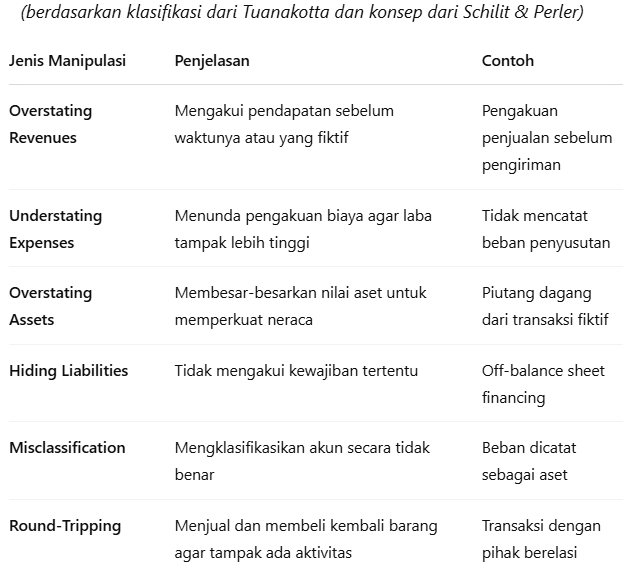 (berdasarkan klasifikasi dari Tuanakotta dan konsep dari Schilit & Perler)
Jenis Manipulasi Penjelasan Contoh
Overstating Mengakui pendapatan sebelum Pengakuan
Revenues waktunya atau yang fiktif penjualan sebelum
pengiriman
Understating Menunda pengakuan biaya agar laba Tidak mencatat
Expenses tampak lebih tinggi beban penyusutan
Overstating Membesar-besarkan nilai aset untuk Piutang dagang
Assets memperkuat neraca dari transaksi fiktif
Hiding Liabilities Tidak mengakui kewajiban tertentu Off-balance sheet
financing
Misclassification Mengklasifikasikan akun secara tidak Beban dicatat
benar sebagai aset
Round-Tripping Menjual dan membeli kembali barang Transaksi dengan
agar tampak ada aktivitas pihak berelasi